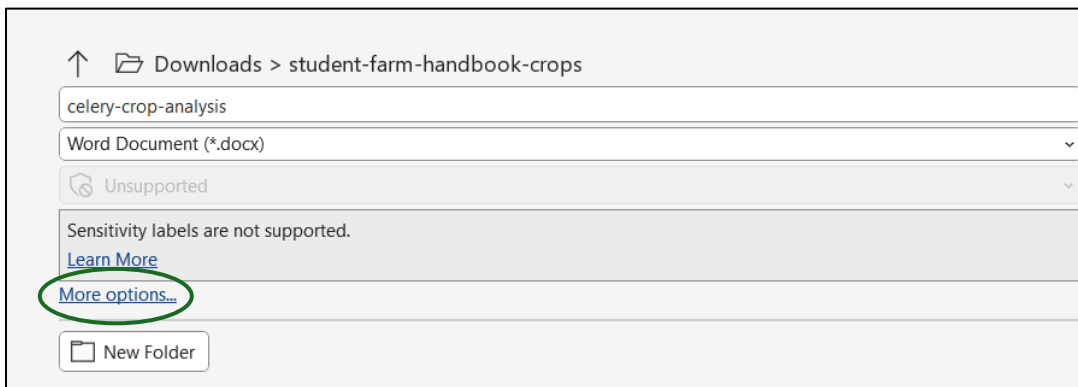 Downloads > student-farm-handbook-crops
celery-crop-analysis
Word Document (*.docx)
Unsupported
Sensitivity labels are not supported.
Learn More
More options...
New Folder